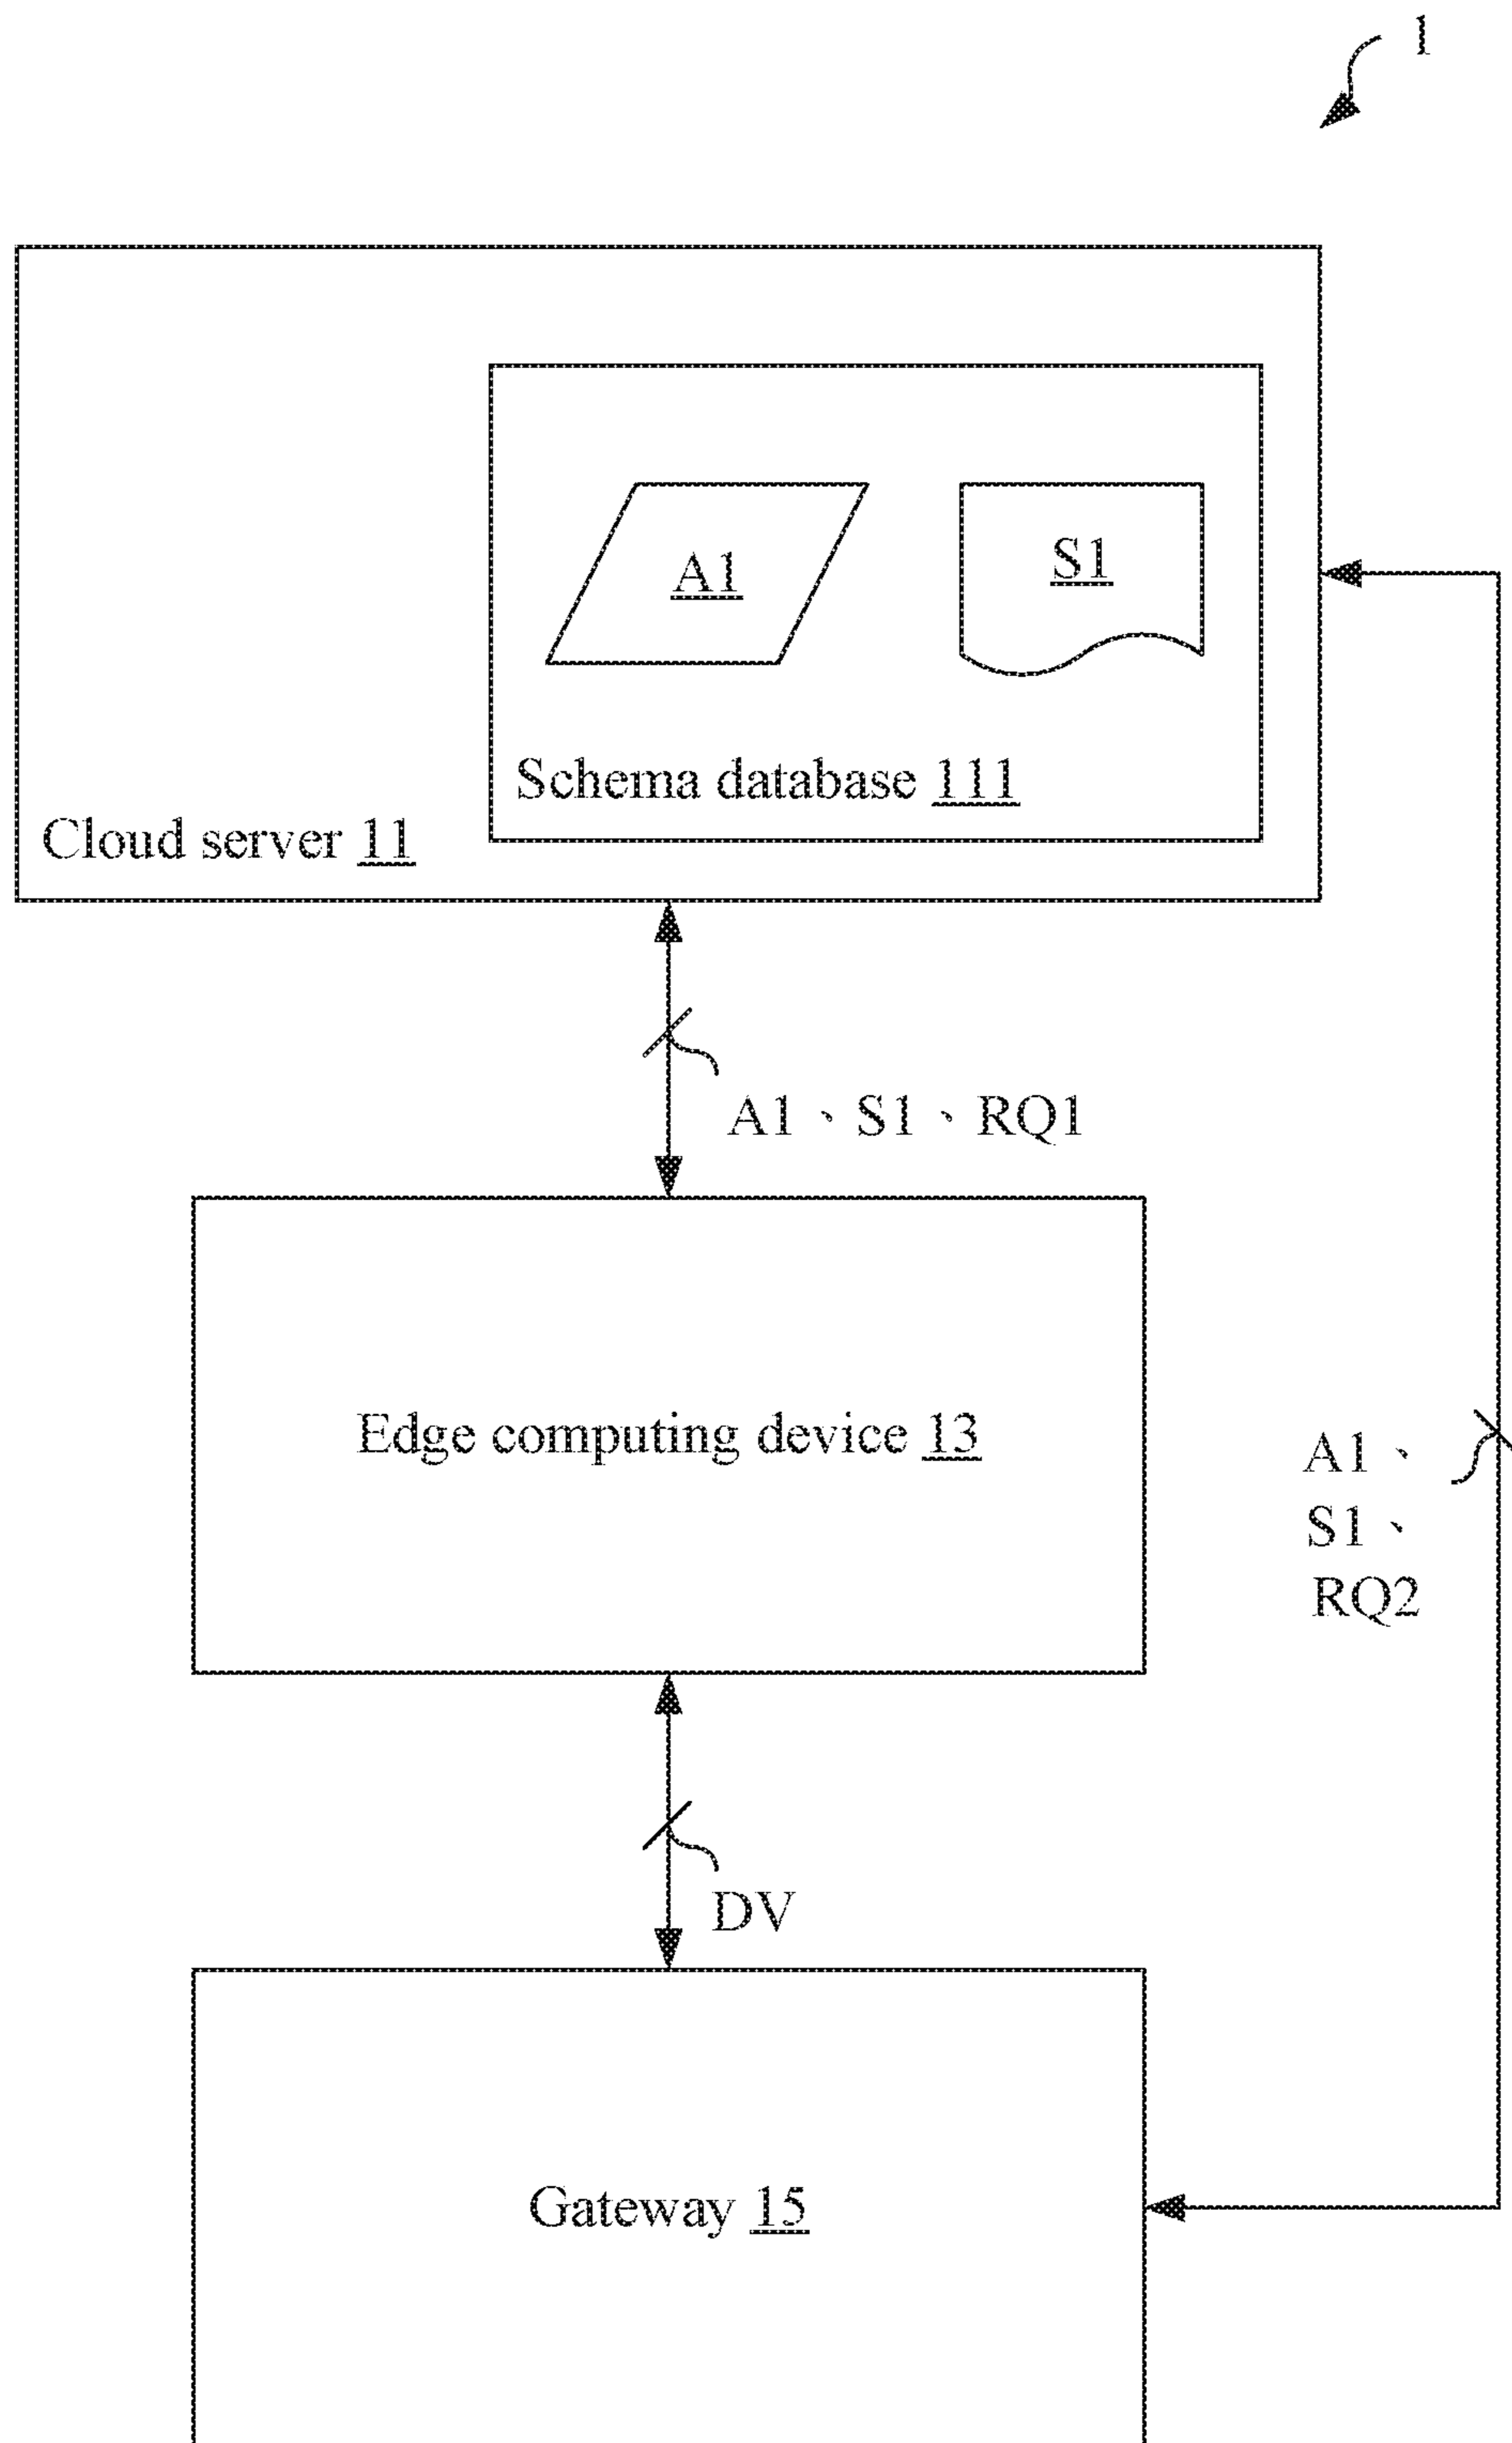 1
A1
S1
Schema database 111
Cloud server 11
A1、S1、RQ1
Edge computing device 13
A1、
S1、
RQ2
DV
Gateway 15